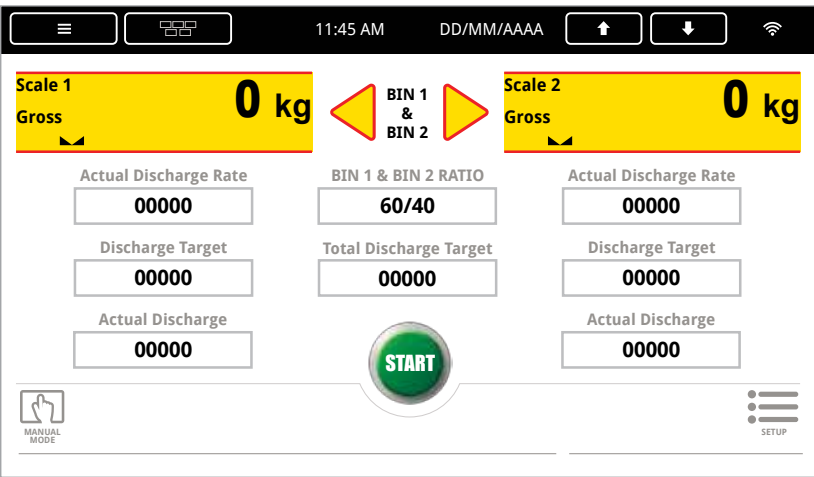 11:45 AM DD/MM/AAAA
Scale 1
Gross
0 kg
BIN 1
&
BIN 2
Scale 2
Gross
0 kg
Actual Discharge Rate
00000
BIN 1 & BIN 2 RATIO
60/40
Actual Discharge Rate
00000
Discharge Target
00000
Total Discharge Target
00000
Discharge Target
00000
Actual Discharge
00000
START
Actual Discharge
00000
MANUAL
MODE
SETUP